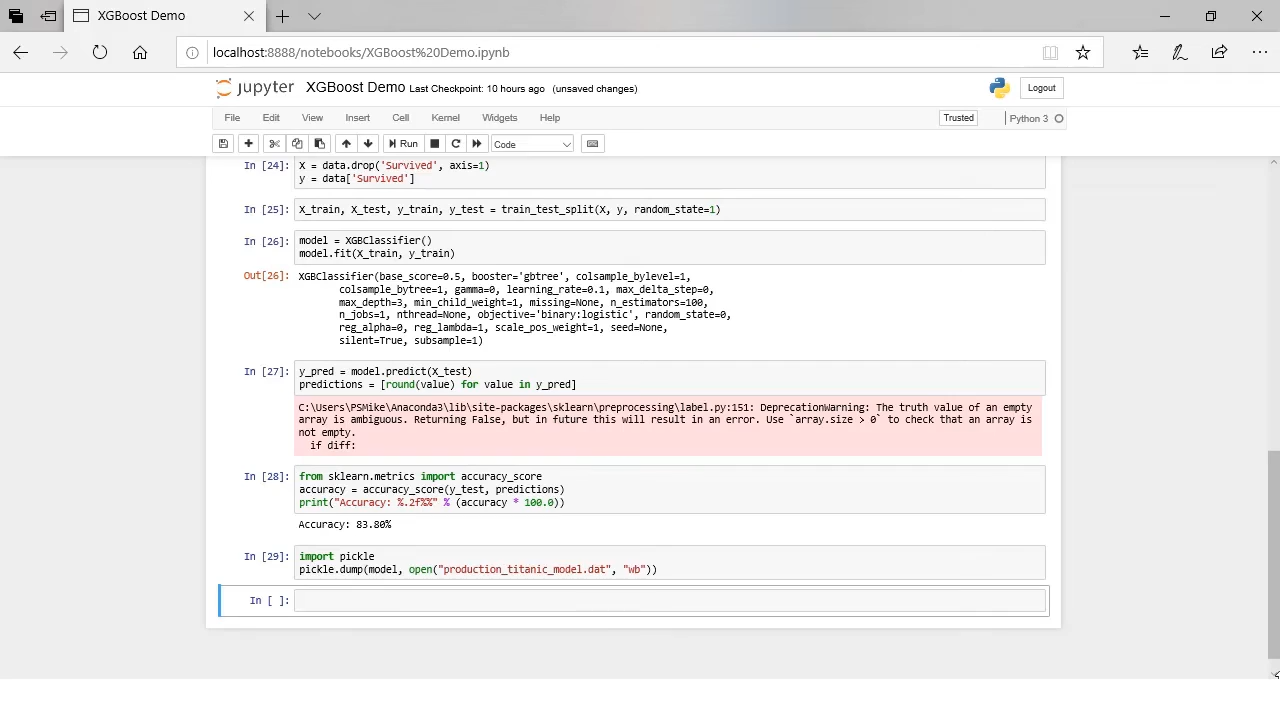 XGBoost Demo
localhost:8888/notebooks/XGBoost%20Demo.ipynb
jupyter XGBoost Demo Last Checkpoint: 10 hours ago (unsaved changes)
Logout
File Edit View Insert Cell Kernel Widgets Help
Trusted
Python 3
Run
Code
In [24]: X = data.drop('Survived', axis=1)
y = data['Survived']
In [25]: X_train, X_test, y_train, y_test = train_test_split(X, y, random_state=1)
In [26]: model = XGBClassifier()
model.fit(X_train, y_train)
Out[26]: XGBClassifier(base_score=0.5, booster='gbtree', colsample_bylevel=1,
colsample_bytree=1, gamma=0, learning_rate=0.1, max_delta_step=0,
max_depth=3, min_child_weight=1, missing=None, n_estimators=100,
n_jobs=1, nthread=None, objective='binary:logistic', random_state=0,
reg_alpha=0, reg_lambda=1, scale_pos_weight=1, seed=None,
silent=True, subsample=1)
In [27]: y_pred = model.predict(X_test)
predictions = [round(value) for value in y_pred]
C:\Users\PSMike\Anaconda3\lib\site-packages\sklearn\preprocessing\label.py:151: DeprecationWarning: The truth value of an empty
array is ambiguous. Returning False, but in future this will result in an error. Use `array.size > 0` to check that an array is
not empty.
if diff:
In [28]: from sklearn.metrics import accuracy_score
accuracy = accuracy_score(y_test, predictions)
print("Accuracy: %.2f%%" % (accuracy * 100.0))
Accuracy: 83.80%
In [29]: import pickle
pickle.dump(model, open("production_titanic_model.dat", "wb"))
In [ ]: